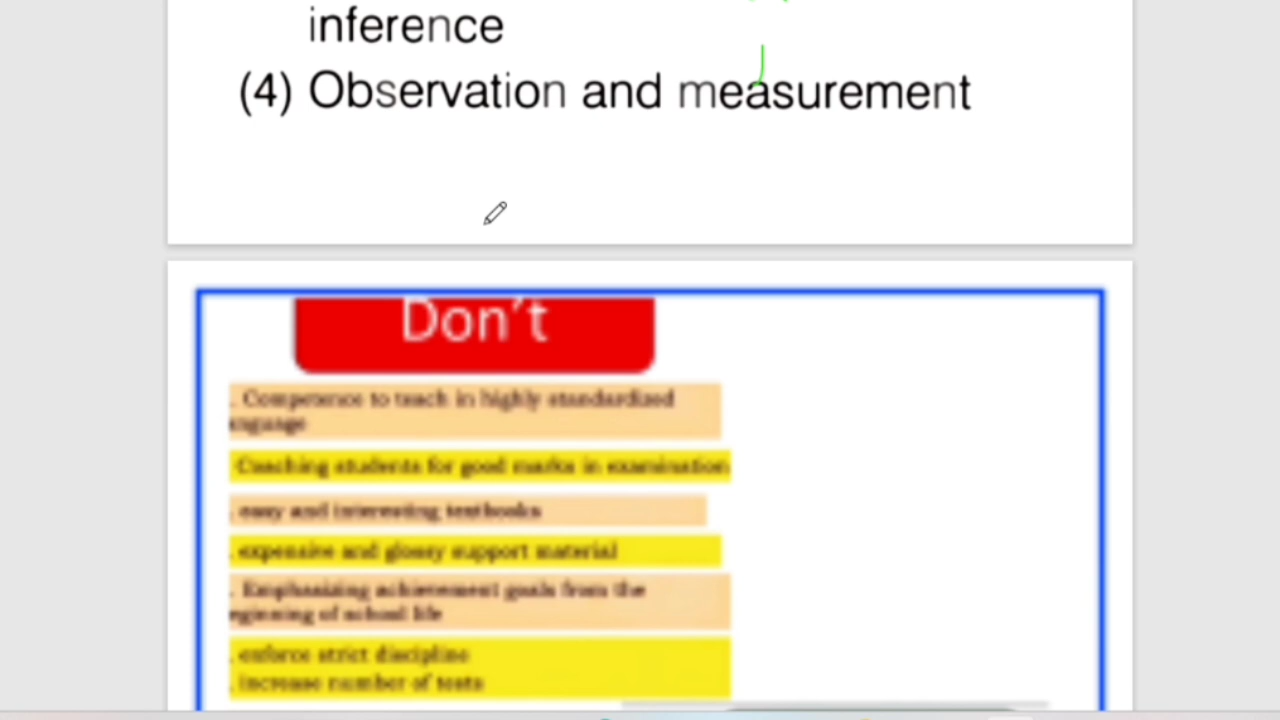 inference
(4) Observation and measurement
Don't
. Competence to teach in highly standardized
anguage
Coaching students for good marks in examination
. easy and interesting textbooks
. expensive and glossy support material
. Emphasizing achievement goals from the
eginning of school life
. enforce strict discipline
. increase number of tests